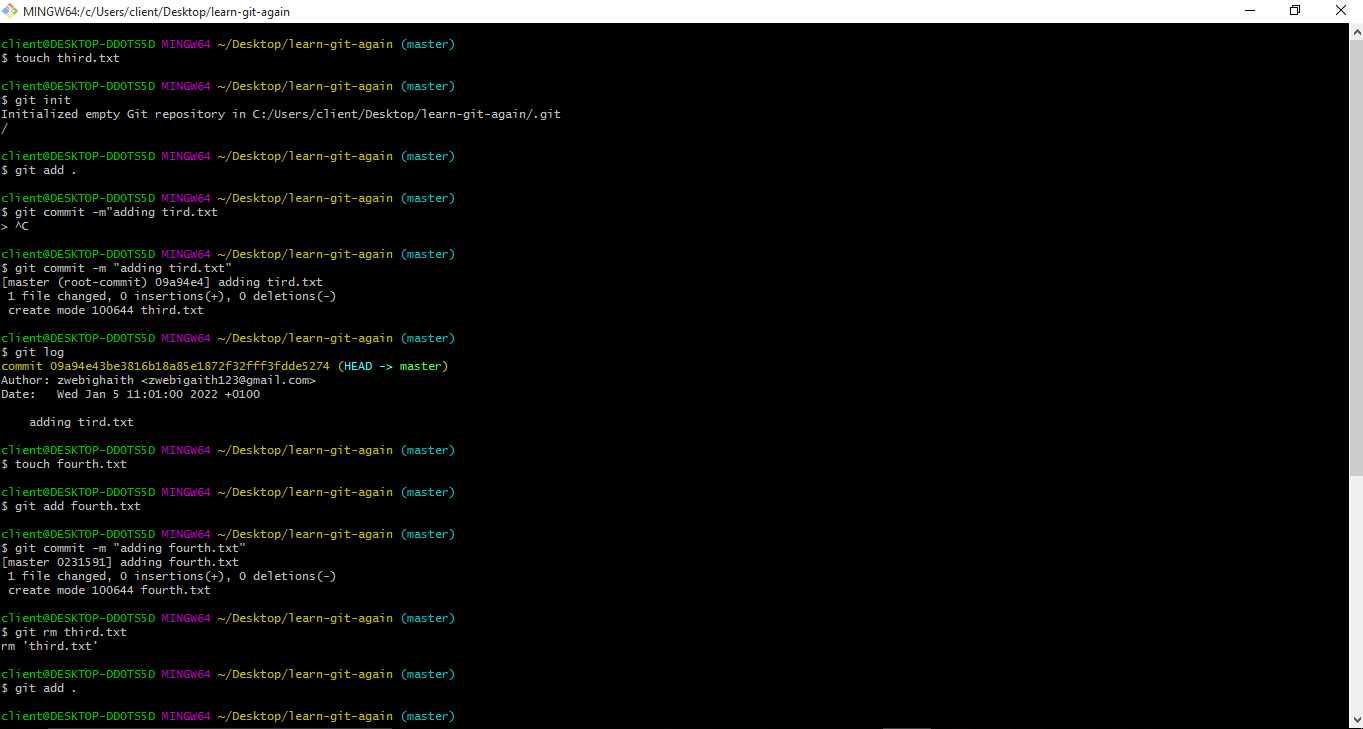 MINGW64:/c/Users/client/Desktop/learn-git-again
client@DESKTOP-DDOTS5D MINGW64 ~/Desktop/learn-git-again (master)
$ touch third.txt
client@DESKTOP-DDOTS5D MINGW64 ~/Desktop/learn-git-again (master)
$ git init
Initialized empty Git repository in C:/Users/client/Desktop/learn-git-again/.git
/
client@DESKTOP-DDOTS5D MINGW64 ~/Desktop/learn-git-again (master)
$ git add .
client@DESKTOP-DDOTS5D MINGW64 ~/Desktop/learn-git-again (master)
$ git commit -m"adding tird.txt
> ^C
client@DESKTOP-DDOTS5D MINGW64 ~/Desktop/learn-git-again (master)
$ git commit -m "adding tird.txt"
[master (root-commit) 09a94e4] adding tird.txt
 1 file changed, 0 insertions(+), 0 deletions(-)
 create mode 100644 third.txt
client@DESKTOP-DDOTS5D MINGW64 ~/Desktop/learn-git-again (master)
$ git log
commit 09a94e43be3816b18a85e1872f32fff3fdde5274 (HEAD -> master)
Author: zwebighaith <zwebigaith123@gmail.com>
Date:   Wed Jan 5 11:01:00 2022 +0100
    adding tird.txt
client@DESKTOP-DDOTS5D MINGW64 ~/Desktop/learn-git-again (master)
$ touch fourth.txt
client@DESKTOP-DDOTS5D MINGW64 ~/Desktop/learn-git-again (master)
$ git add fourth.txt
client@DESKTOP-DDOTS5D MINGW64 ~/Desktop/learn-git-again (master)
$ git commit -m "adding fourth.txt"
[master 0231591] adding fourth.txt
 1 file changed, 0 insertions(+), 0 deletions(-)
 create mode 100644 fourth.txt
client@DESKTOP-DDOTS5D MINGW64 ~/Desktop/learn-git-again (master)
$ git rm third.txt
rm 'third.txt'
client@DESKTOP-DDOTS5D MINGW64 ~/Desktop/learn-git-again (master)
$ git add .
client@DESKTOP-DDOTS5D MINGW64 ~/Desktop/learn-git-again (master)